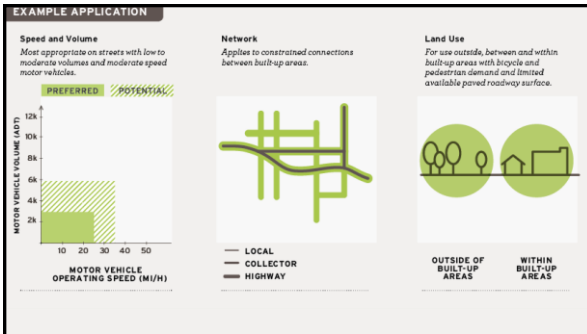 EXAMPLE APPLICATION
Speed and Volume
Most appropriate on streets with low to
moderate volumes and moderate speed
motor vehicles.
PREFERRED
POTENTIAL
MOTOR VEHICLE VOLUME (ADT)
12k
10k
8k
6k
4k
2k
10 20 30 40 50
MOTOR VEHICLE
OPERATING SPEED (MI/H)
Network
Applies to constrained connections
between built-up areas.
LOCAL
COLLECTOR
HIGHWAY
Land Use
For use outside, between and within
built-up areas with bicycle and
pedestrian demand and limited
available paved roadway surface.
OUTSIDE OF
BUILT-UP
AREAS
WITHIN
BUILT-UP
AREAS